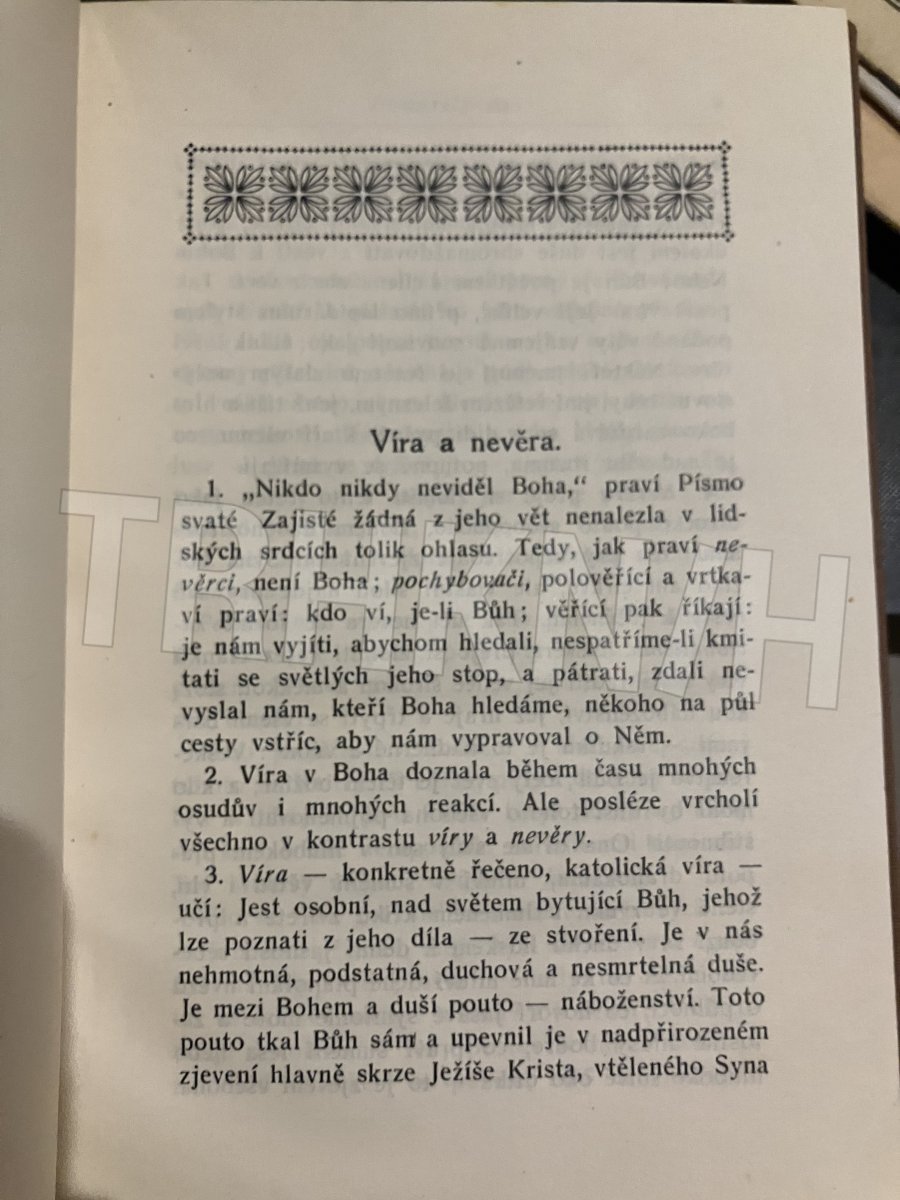 Víra a nevěra.
1. „Nikdo nikdy neviděl Boha,“ praví Písmo
svaté Zajisté žádná z jeho vět nenalezla v lid-
ských srdcích tolik ohlasu. Tedy, jak praví ne-
věrci, není Boha; pochybovači, polověřící a vrtka-
ví praví: kdo ví, je-li Bůh; věřící pak říkají:
je nám vyjíti, abychom hledali, nespatříme-li kmi-
tati se světlých jeho stop, a pátrati, zdali ne-
vyslal nám, kteří Boha hledáme, někoho na půl
cesty vstříc, aby nám vypravoval o Něm.
2. Víra v Boha doznala během času mnohých
osudův i mnohých reakcí. Ale posléze vrcholí
všechno v kontrastu víry a nevěry.
3. Víra — konkretně řečeno, katolická víra —
učí: Jest osobní, nad světem bytující Bůh, jehož
lze poznati z jeho díla — ze stvoření. Je v nás
nehmotná, podstatná, duchová a nesmrtelná duše.
Je mezi Bohem a duší pouto — náboženství. Toto
pouto tkal Bůh sám a upevnil je v nadpřirozeném
zjevení hlavně skrze Ježíše Krista, vtěleného Syna